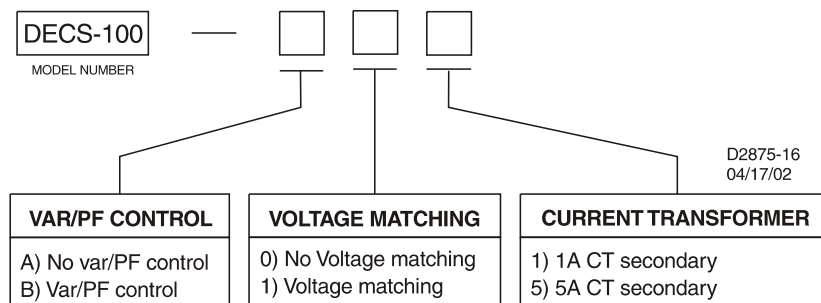 DECS-100
MODEL NUMBER
D2875-16
04/17/02
VAR/PF CONTROL
A) No var/PF control
B) Var/PF control
VOLTAGE MATCHING
0) No Voltage matching
1) Voltage matching
CURRENT TRANSFORMER
1) 1A CT secondary
5) 5A CT secondary